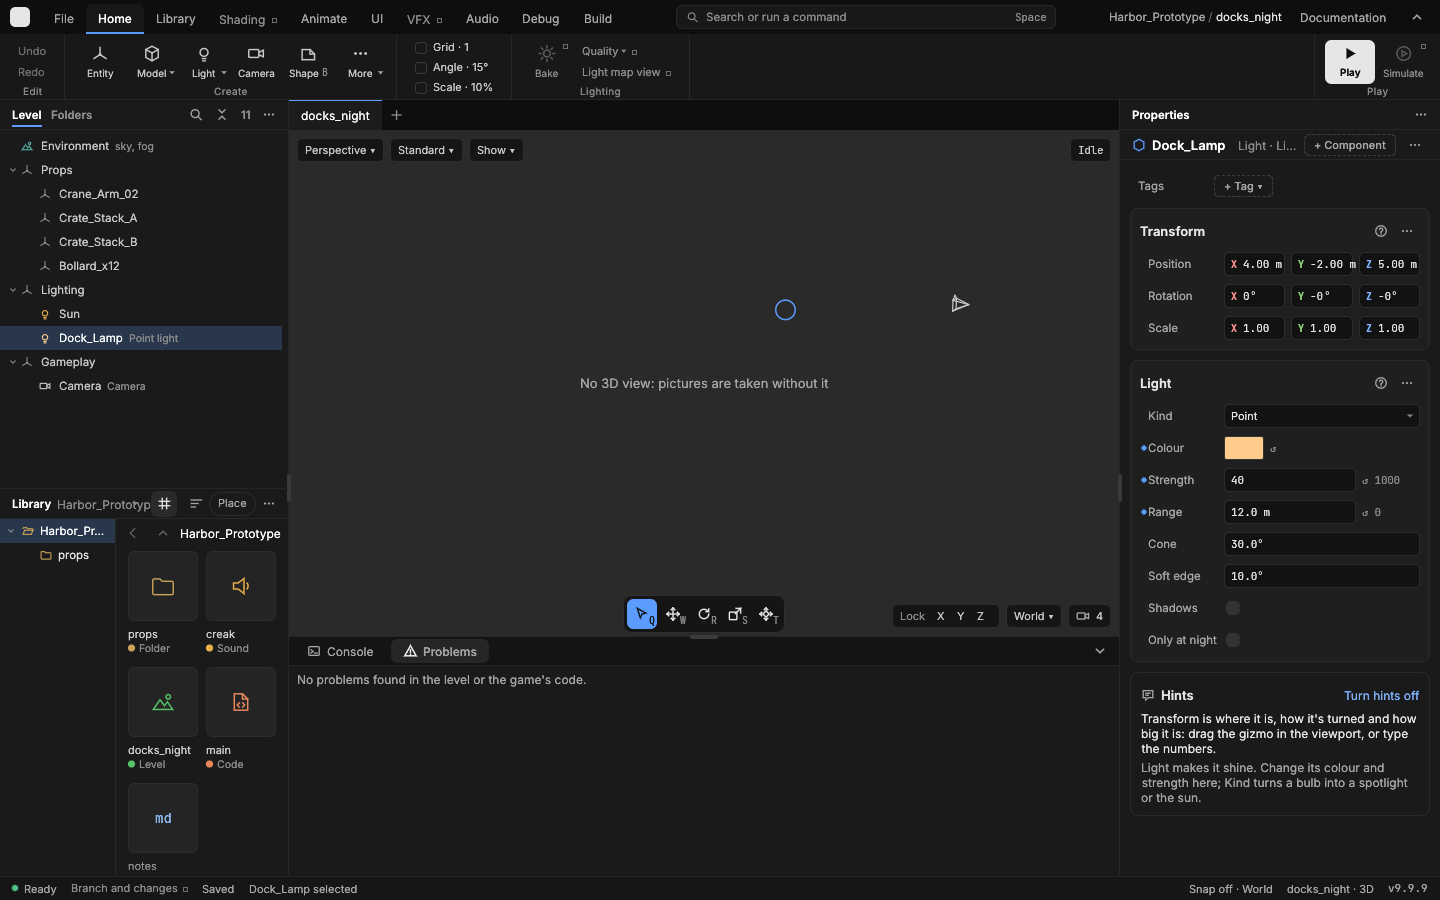 File
Home
Library
Shading
Animate
UI
VFX
Audio
Debug
Build
Search or run a command
Space
Harbor_Prototype / docks_night
Documentation
Undo
Redo
Edit
Entity
Model
Light
Camera
Shape B
More
Create
Grid · 1
Angle · 15°
Scale · 10%
Bake
Quality
Light map view
Lighting
Play
Simulate
Play
Level
Folders
11
docks_night
Properties
Environment sky, fog
Props
Crane_Arm_02
Crate_Stack_A
Crate_Stack_B
Bollard_x12
Lighting
Sun
Dock_Lamp Point light
Gameplay
Camera Camera
Perspective
Standard
Show
Idle
No 3D view: pictures are taken without it
Q
W
R
S
T
Lock X Y Z
World
4
Dock_Lamp
Light · Li...
+ Component
Tags
+ Tag
Transform
Position
X 4.00 m
Y -2.00 m
Z 5.00 m
Rotation
X 0°
Y -0°
Z -0°
Scale
X 1.00
Y 1.00
Z 1.00
Light
Kind
Point
Colour
Strength
40
1000
Range
12.0 m
0
Cone
30.0°
Soft edge
10.0°
Shadows
Only at night
Hints
Turn hints off
Transform is where it is, how it's turned and how
big it is: drag the gizmo in the viewport, or type
the numbers.
Light makes it shine. Change its colour and
strength here; Kind turns a bulb into a spotlight
or the sun.
Library
Harbor_Prototyp
Place
Harbor_Pr...
props
Harbor_Prototype
props
Folder
creak
Sound
docks_night
Level
main
Code
md
notes
Console
Problems
No problems found in the level or the game's code.
Ready
Branch and changes
Saved
Dock_Lamp selected
Snap off · World
docks_night · 3D
v9.9.9